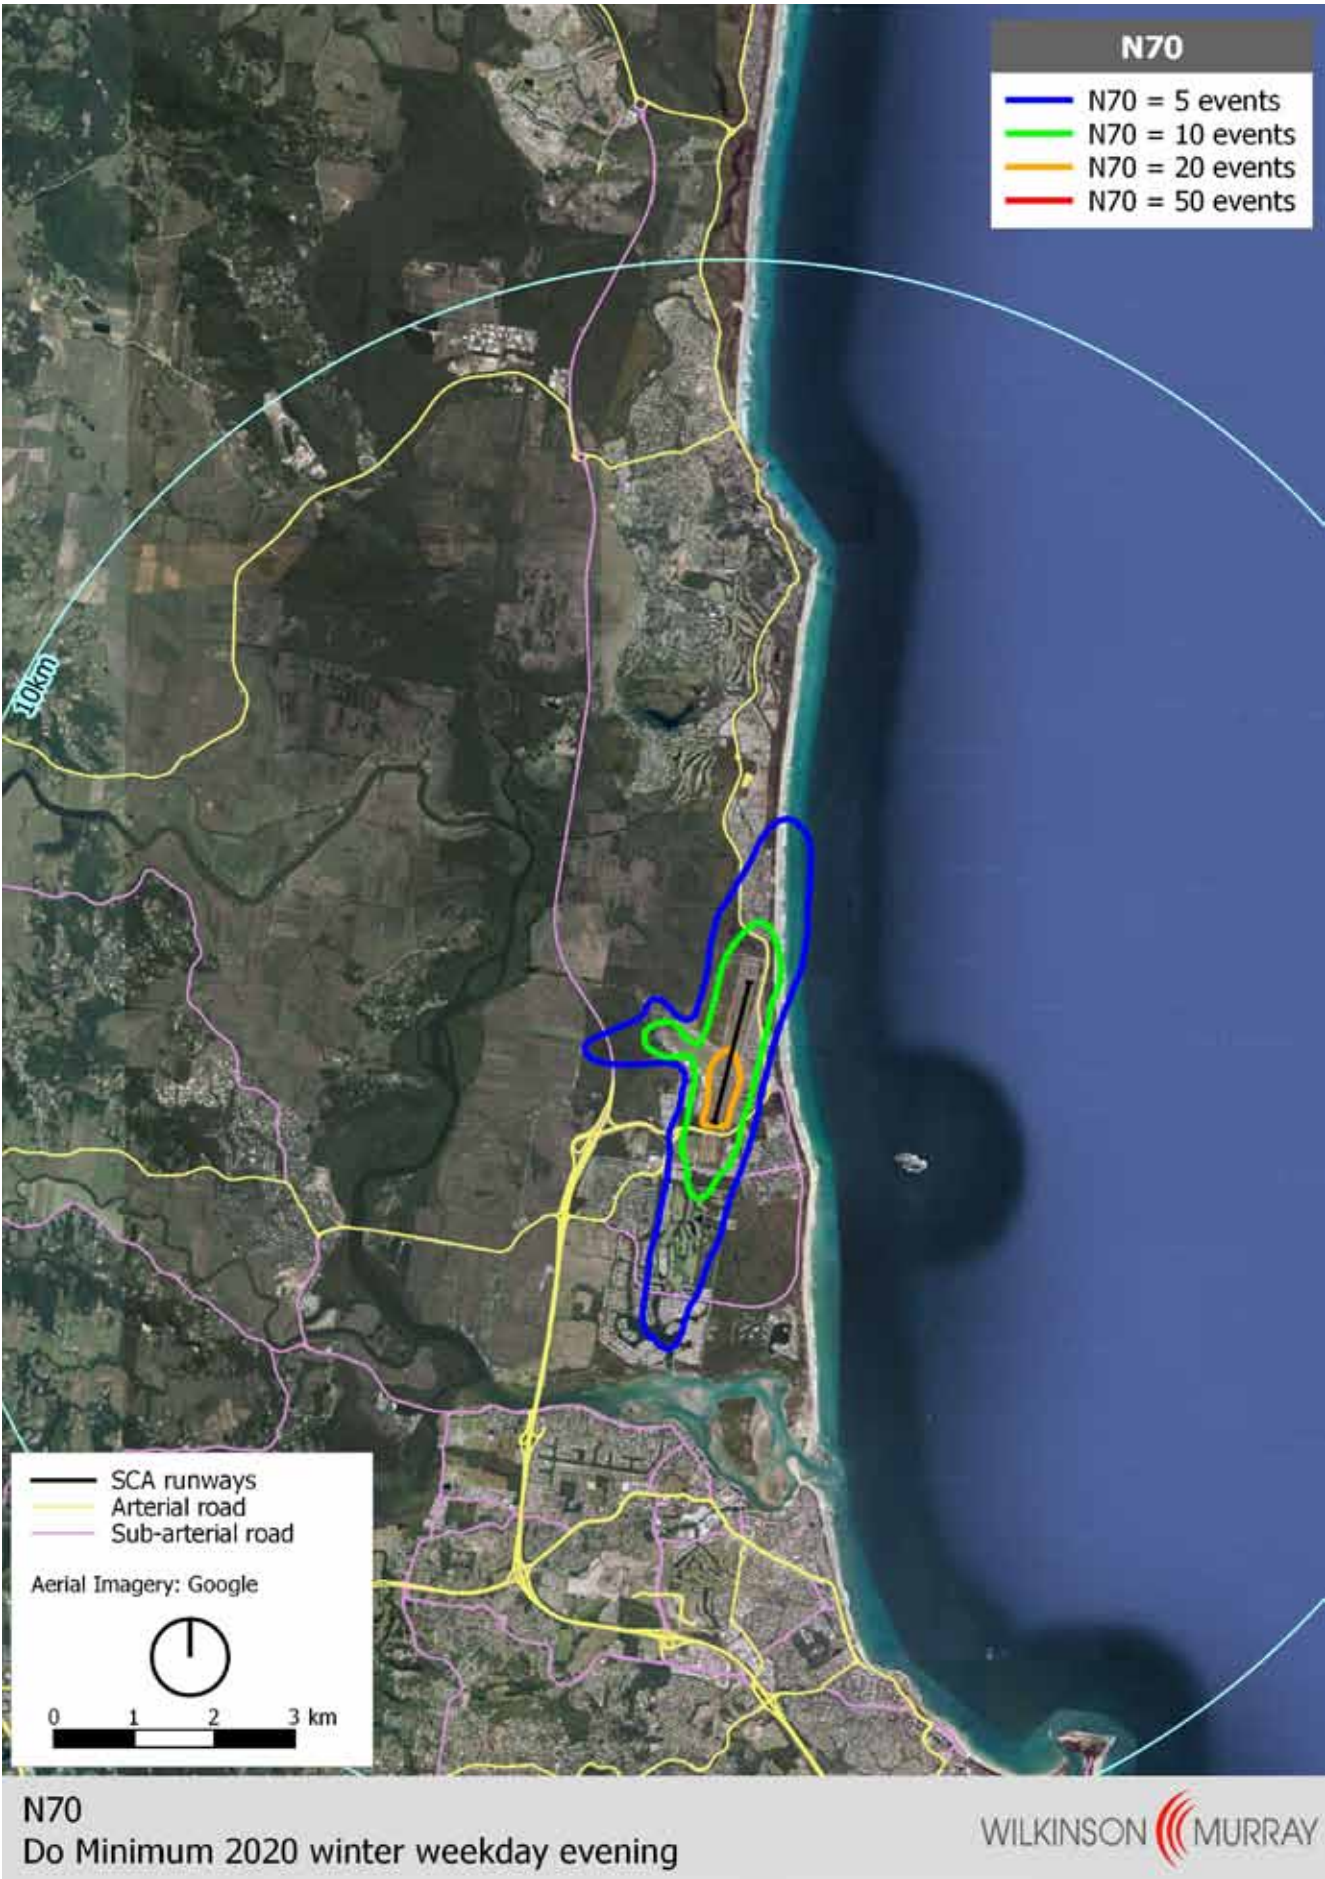 N70
N70 = 5 events
N70 = 10 events
N70 = 20 events
N70 = 50 events
10km
SCA runways
Arterial road
Sub-arterial road
Aerial Imagery: Google
0 1 2 3 km
N70
Do Minimum 2020 winter weekday evening
WILKINSON MURRAY